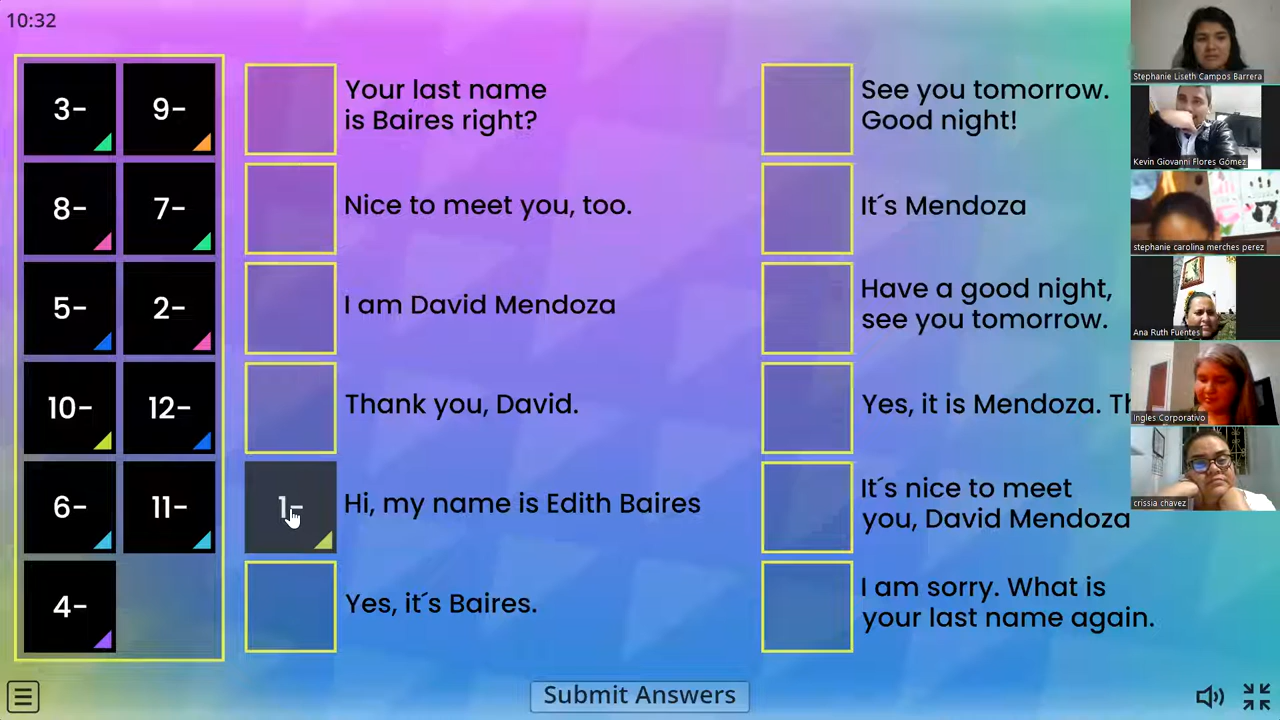 10:32
3-
9-
8-
7-
5-
2-
10-
12-
6-
11-
4-
Your last name
is Baires right?
Nice to meet you, too.
I am David Mendoza
Thank you, David.
1-
Hi, my name is Edith Baires
Yes, it´s Baires.
See you tomorrow.
Good night!
It´s Mendoza
Have a good night,
see you tomorrow.
Yes, it is Mendoza.
It´s nice to meet
you, David Mendoza
I am sorry. What is
your last name again.
Submit Answers
Stephanie Liseth Campos Barrera
Kevin Giovanni Flores Gómez
stephanie carolina merches perez
Ana Ruth Fuentes
Ingles Corporativo
crissia chavez